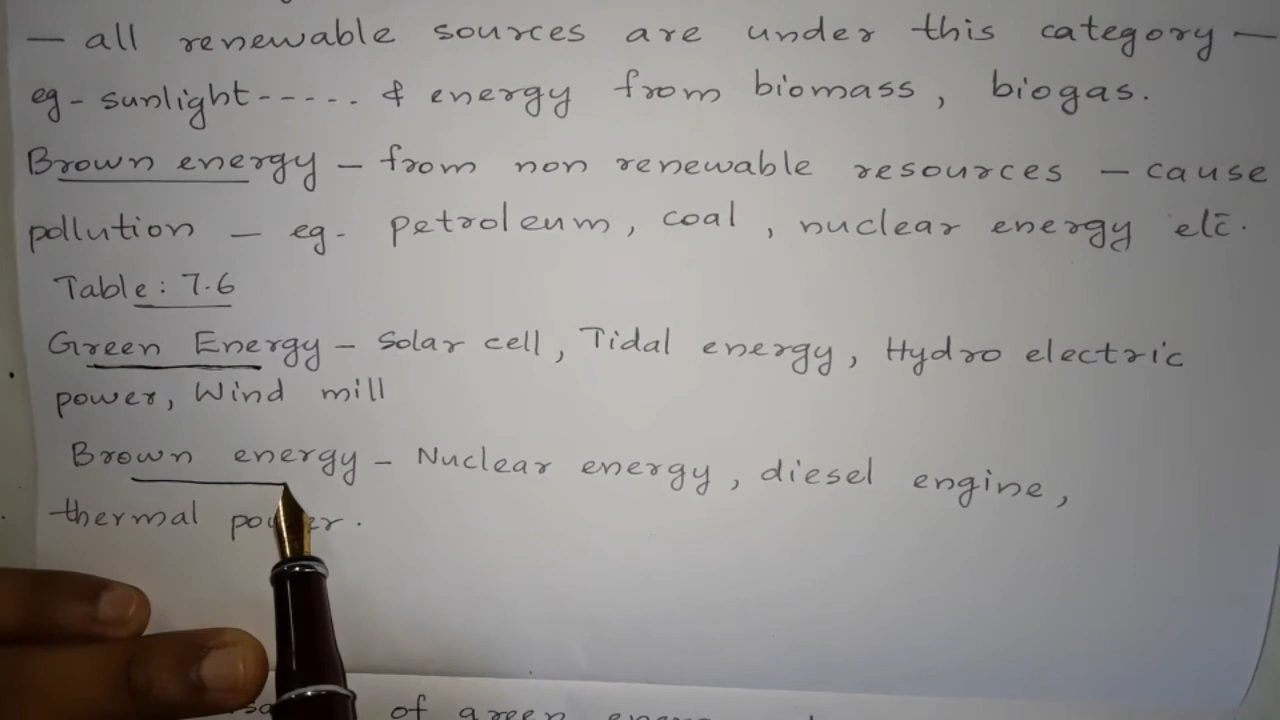 — all renewable sources are under this category —
eg - sunlight ----- & energy from biomass, biogas.
Brown energy — from non renewable resources — cause
pollution — eg - petroleum, coal, nuclear energy etc.
Table : 7.6
Green Energy - Solar cell, Tidal energy, Hydro electric
power, Wind mill
Brown energy - Nuclear energy, diesel engine,
thermal power.
of green